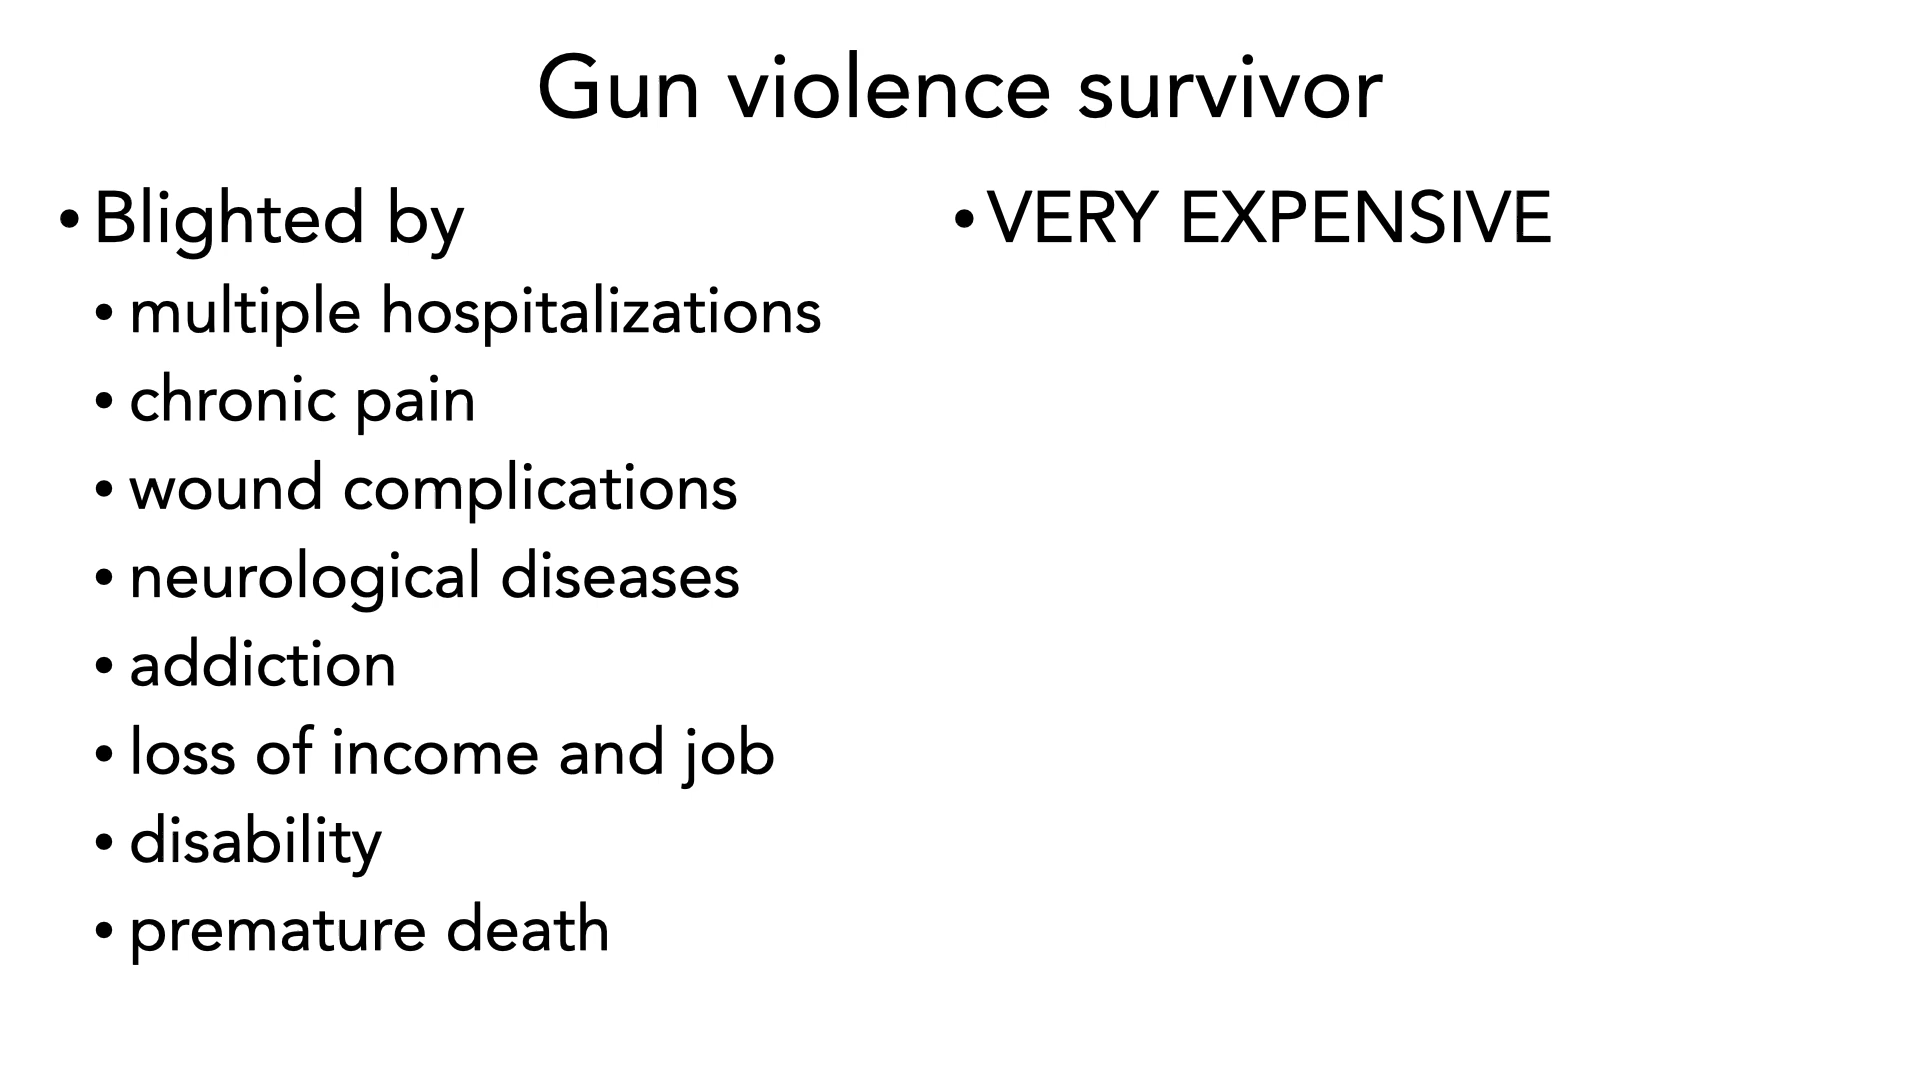 Gun violence survivor
• Blighted by
• multiple hospitalizations
• chronic pain
• wound complications
• neurological diseases
• addiction
• loss of income and job
• disability
• premature death
• VERY EXPENSIVE